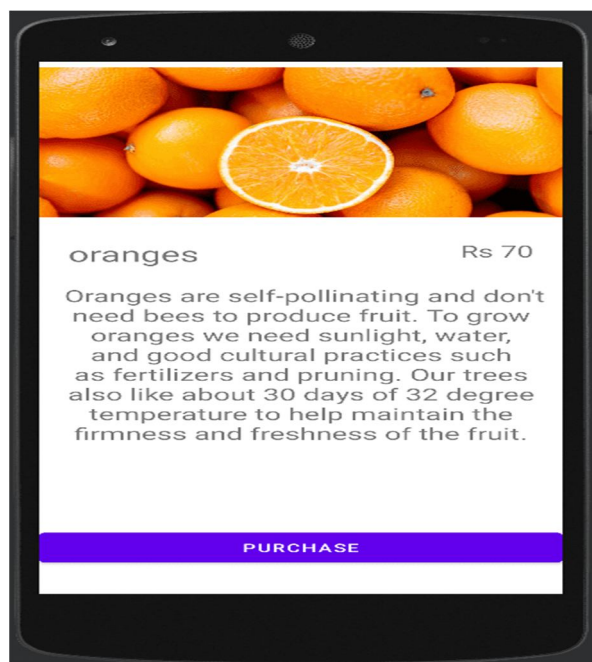 oranges
Rs 70
Oranges are self-pollinating and don't
need bees to produce fruit. To grow
oranges we need sunlight, water,
and good cultural practices such
as fertilizers and pruning. Our trees
also like about 30 days of 32 degree
temperature to help maintain the
firmness and freshness of the fruit.
PURCHASE